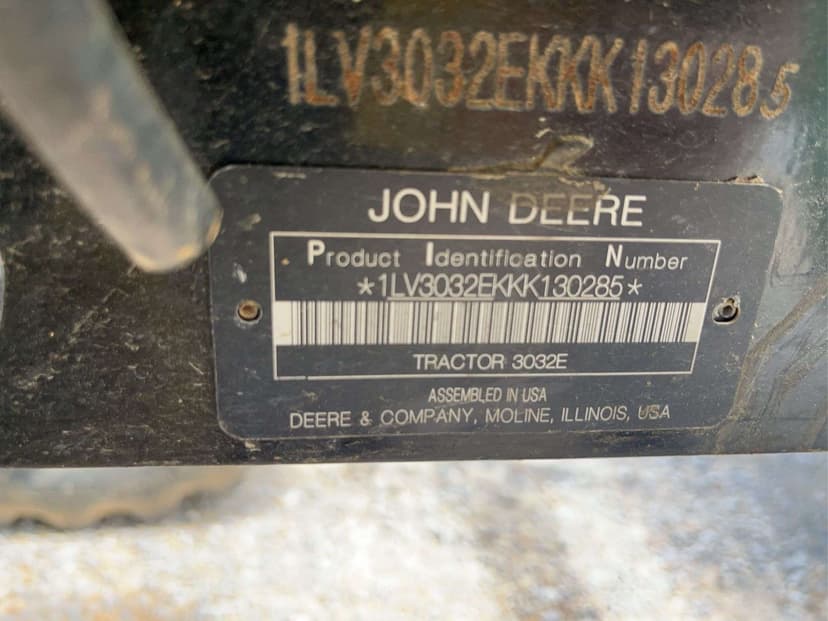 1LV3032EKKK130285
JOHN DEERE
Product Identification Number
*1LV3032EKKK130285*
TRACTOR 3032E
ASSEMBLED IN USA
DEERE & COMPANY, MOLINE, ILLINOIS, USA